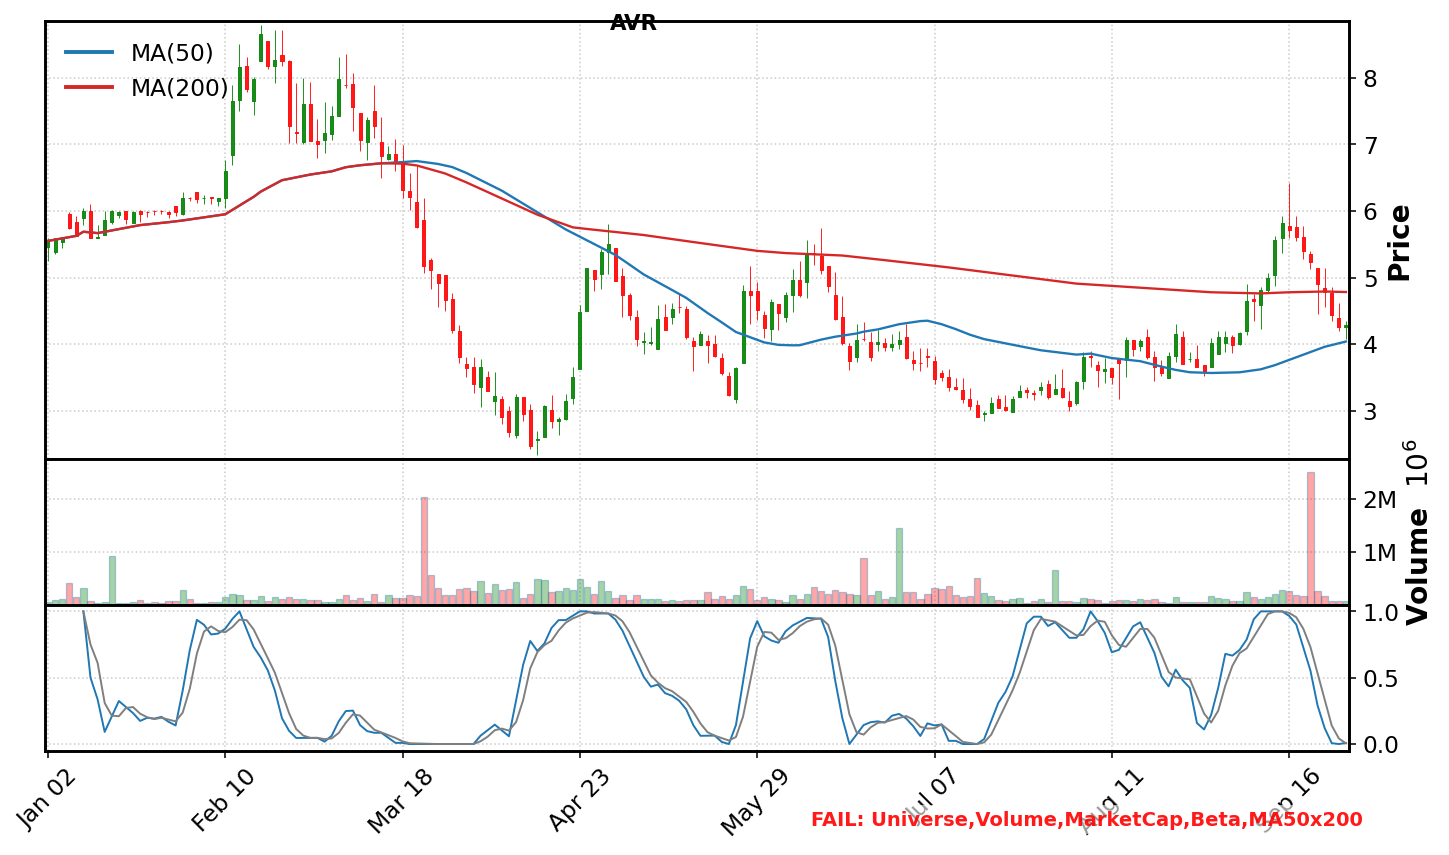 AVR
MA(50)
MA(200)
8
7
6
5
4
3
Price
2M
1M
Volume 10^6
1.0
0.5
0.0
Jan 02
Feb 10
Mar 18
Apr 23
May 29
Jul 07
Aug 11
Sep 16
FAIL: Universe,Volume,MarketCap,Beta,MA50x200